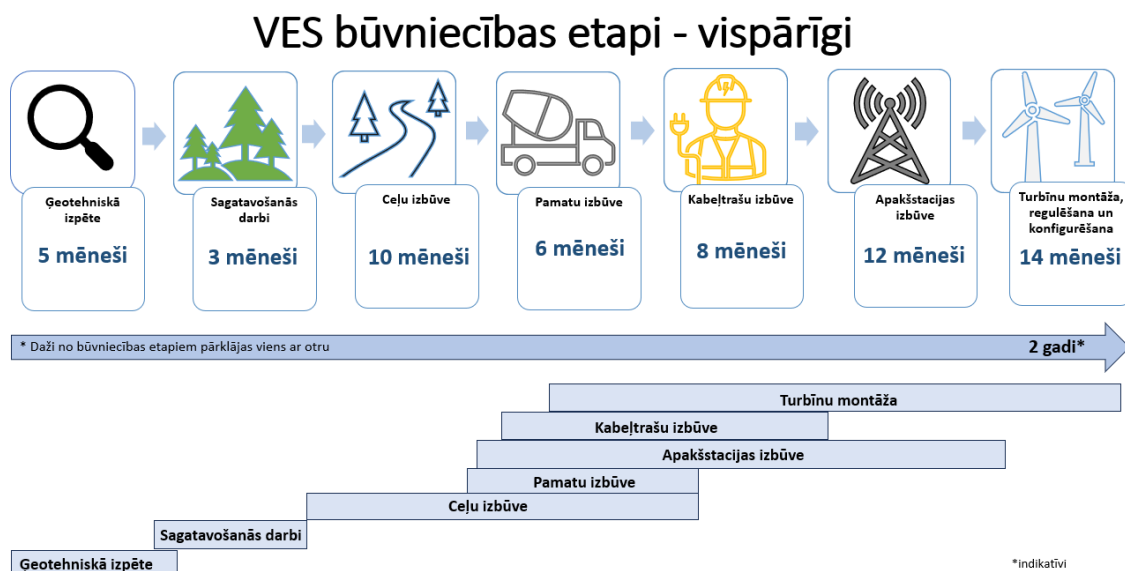 VES būvniecības etapi - vispārīgi
Ģeotehniskā
izpēte
5 mēneši
Sagatavošanās
darbi
3 mēneši
Ceļu izbūve
10 mēneši
Pamatu izbūve
6 mēneši
Kabeļtrašu izbūve
8 mēneši
Apakšstacijas
izbūve
12 mēneši
Turbīnu montāža,
regulēšana un
konfigurēšana
14 mēneši
* Daži no būvniecības etapiem pārklājas viens ar otru
2 gadi*
Turbīnu montāža
Kabeļtrašu izbūve
Apakšstacijas izbūve
Pamatu izbūve
Ceļu izbūve
Sagatavošanās darbi
Ģeotehniskā izpēte
*indikatīvi